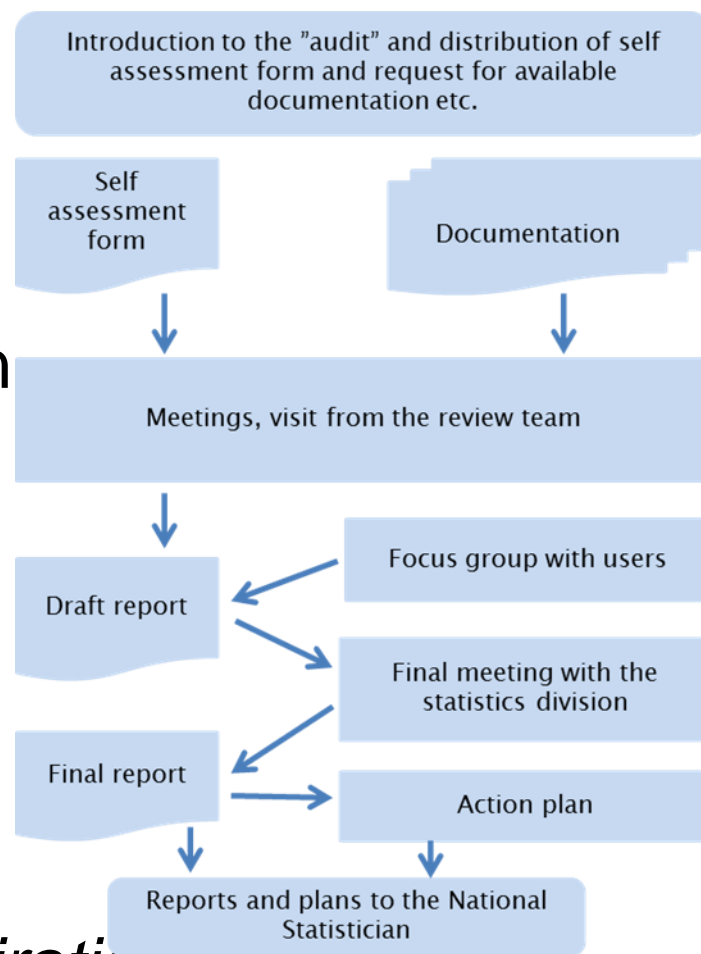 Introduction to the ”audit” and distribution of self
assessment form and request for available
documentation etc.
Self
assessment
form
Documentation
Meetings, visit from the review team
Focus group with users
Draft report
Final meeting with the
statistics division
Final report
Action plan
Reports and plans to the National
Statistician